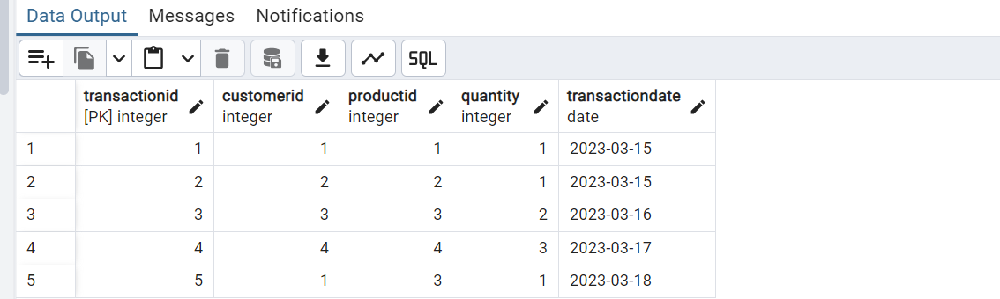 Data Output Messages Notifications
SQL
transactionid customerid productid quantity transactiondate
[PK] integer integer integer integer date
1 1 1 1 1 2023-03-15
2 2 2 2 1 2023-03-15
3 3 3 3 2 2023-03-16
4 4 4 4 3 2023-03-17
5 5 1 3 1 2023-03-18